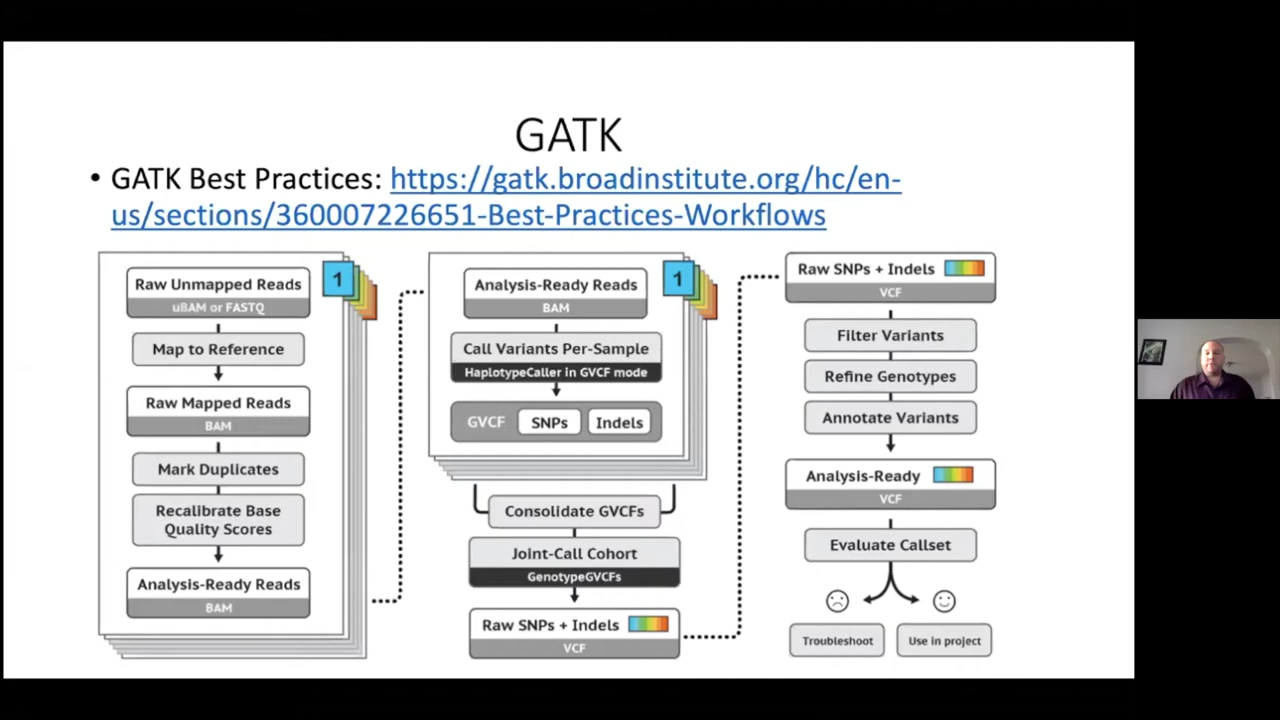 GATK
• GATK Best Practices: https://gatk.broadinstitute.org/hc/en-
us/sections/360007226651-Best-Practices-Workflows
1
Raw Unmapped Reads
uBAM or FASTQ
Map to Reference
Raw Mapped Reads
BAM
Mark Duplicates
Recalibrate Base
Quality Scores
Analysis-Ready Reads
BAM
1
Analysis-Ready Reads
BAM
Call Variants Per-Sample
HaplotypeCaller in GVCF mode
GVCF SNPs Indels
Consolidate GVCFs
Joint-Call Cohort
GenotypeGVCFs
Raw SNPs + Indels
VCF
Raw SNPs + Indels
VCF
Filter Variants
Refine Genotypes
Annotate Variants
Analysis-Ready
VCF
Evaluate Callset
Troubleshoot
Use in project